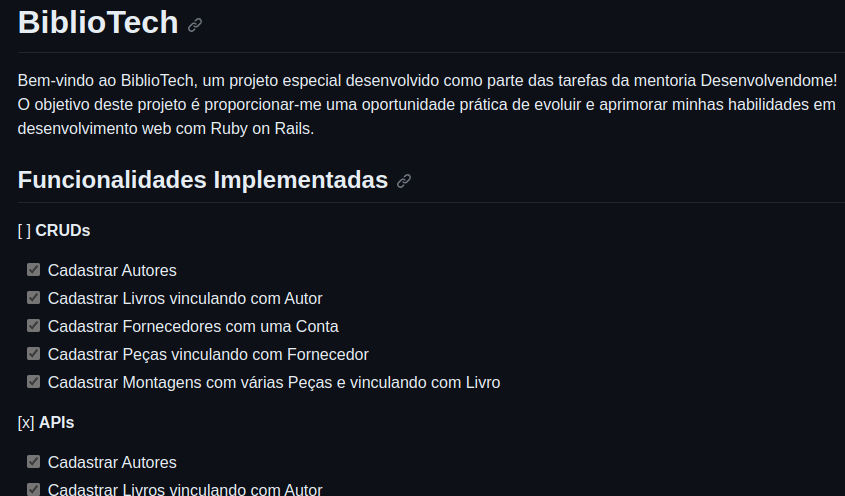 BiblioTech
Bem-vindo ao BiblioTech, um projeto especial desenvolvido como parte das tarefas da mentoria Desenvolvendome!
O objetivo deste projeto é proporcionar-me uma oportunidade prática de evoluir e aprimorar minhas habilidades em
desenvolvimento web com Ruby on Rails.
Funcionalidades Implementadas
[ ] CRUDs
Cadastrar Autores
Cadastrar Livros vinculando com Autor
Cadastrar Fornecedores com uma Conta
Cadastrar Peças vinculando com Fornecedor
Cadastrar Montagens com várias Peças e vinculando com Livro
[x] APIs
Cadastrar Autores
Cadastrar Livros vinculando com Autor